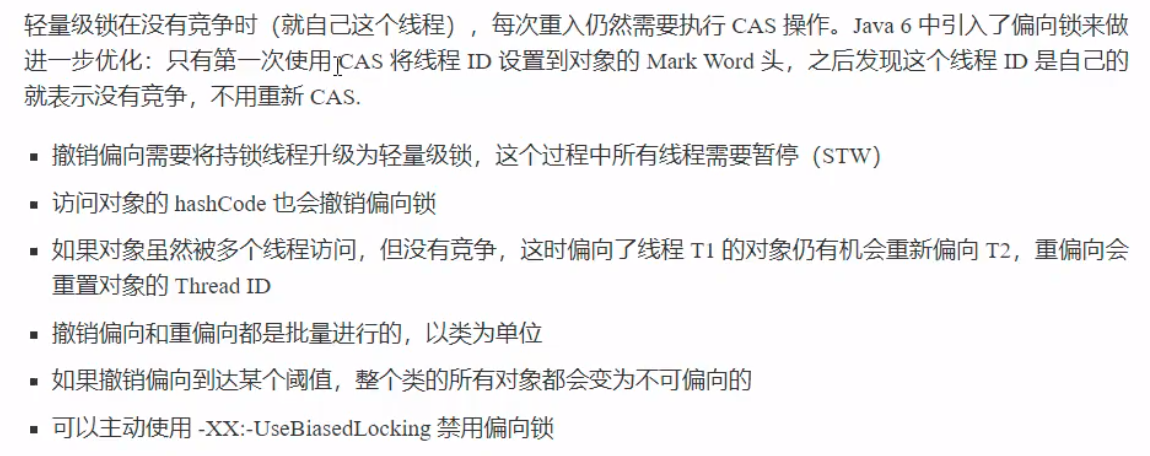 轻量级锁在没有竞争时（就自己这个线程），每次重入仍然需要执行 CAS 操作。Java 6 中引入了偏向锁来做
进一步优化：只有第一次使用 CAS 将线程 ID 设置到对象的 Mark Word 头，之后发现这个线程 ID 是自己的
就表示没有竞争，不用重新 CAS.
▪ 撤销偏向需要将持锁线程升级为轻量级锁，这个过程中所有线程需要暂停（STW）
▪ 访问对象的 hashCode 也会撤销偏向锁
▪ 如果对象虽然被多个线程访问，但没有竞争，这时偏向了线程 T1 的对象仍有机会重新偏向 T2，重偏向会
重置对象的 Thread ID
▪ 撤销偏向和重偏向都是批量进行的，以类为单位
▪ 如果撤销偏向到达某个阈值，整个类的所有对象都会变为不可偏向的
▪ 可以主动使用 -XX:-UseBiasedLocking 禁用偏向锁